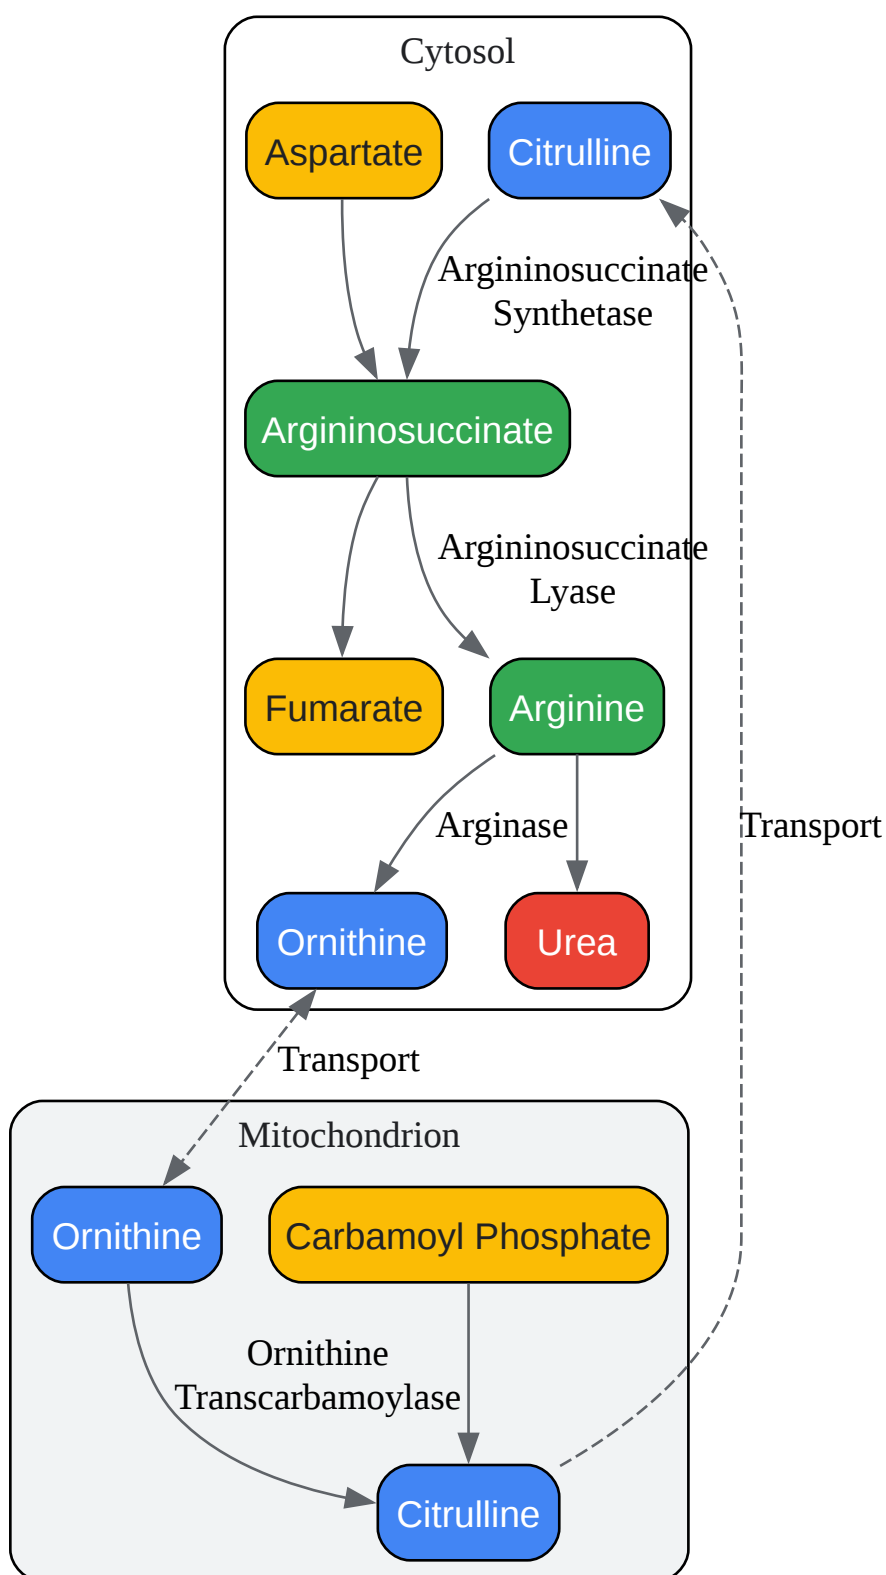 Cytosol
Aspartate
Citrulline
Argininosuccinate
Synthetase
Argininosuccinate
Argininosuccinate
Lyase
Fumarate
Arginine
Arginase
Transport
Ornithine
Urea
Transport
Mitochondrion
Ornithine
Carbamoyl Phosphate
Ornithine
Transcarbamoylase
Citrulline